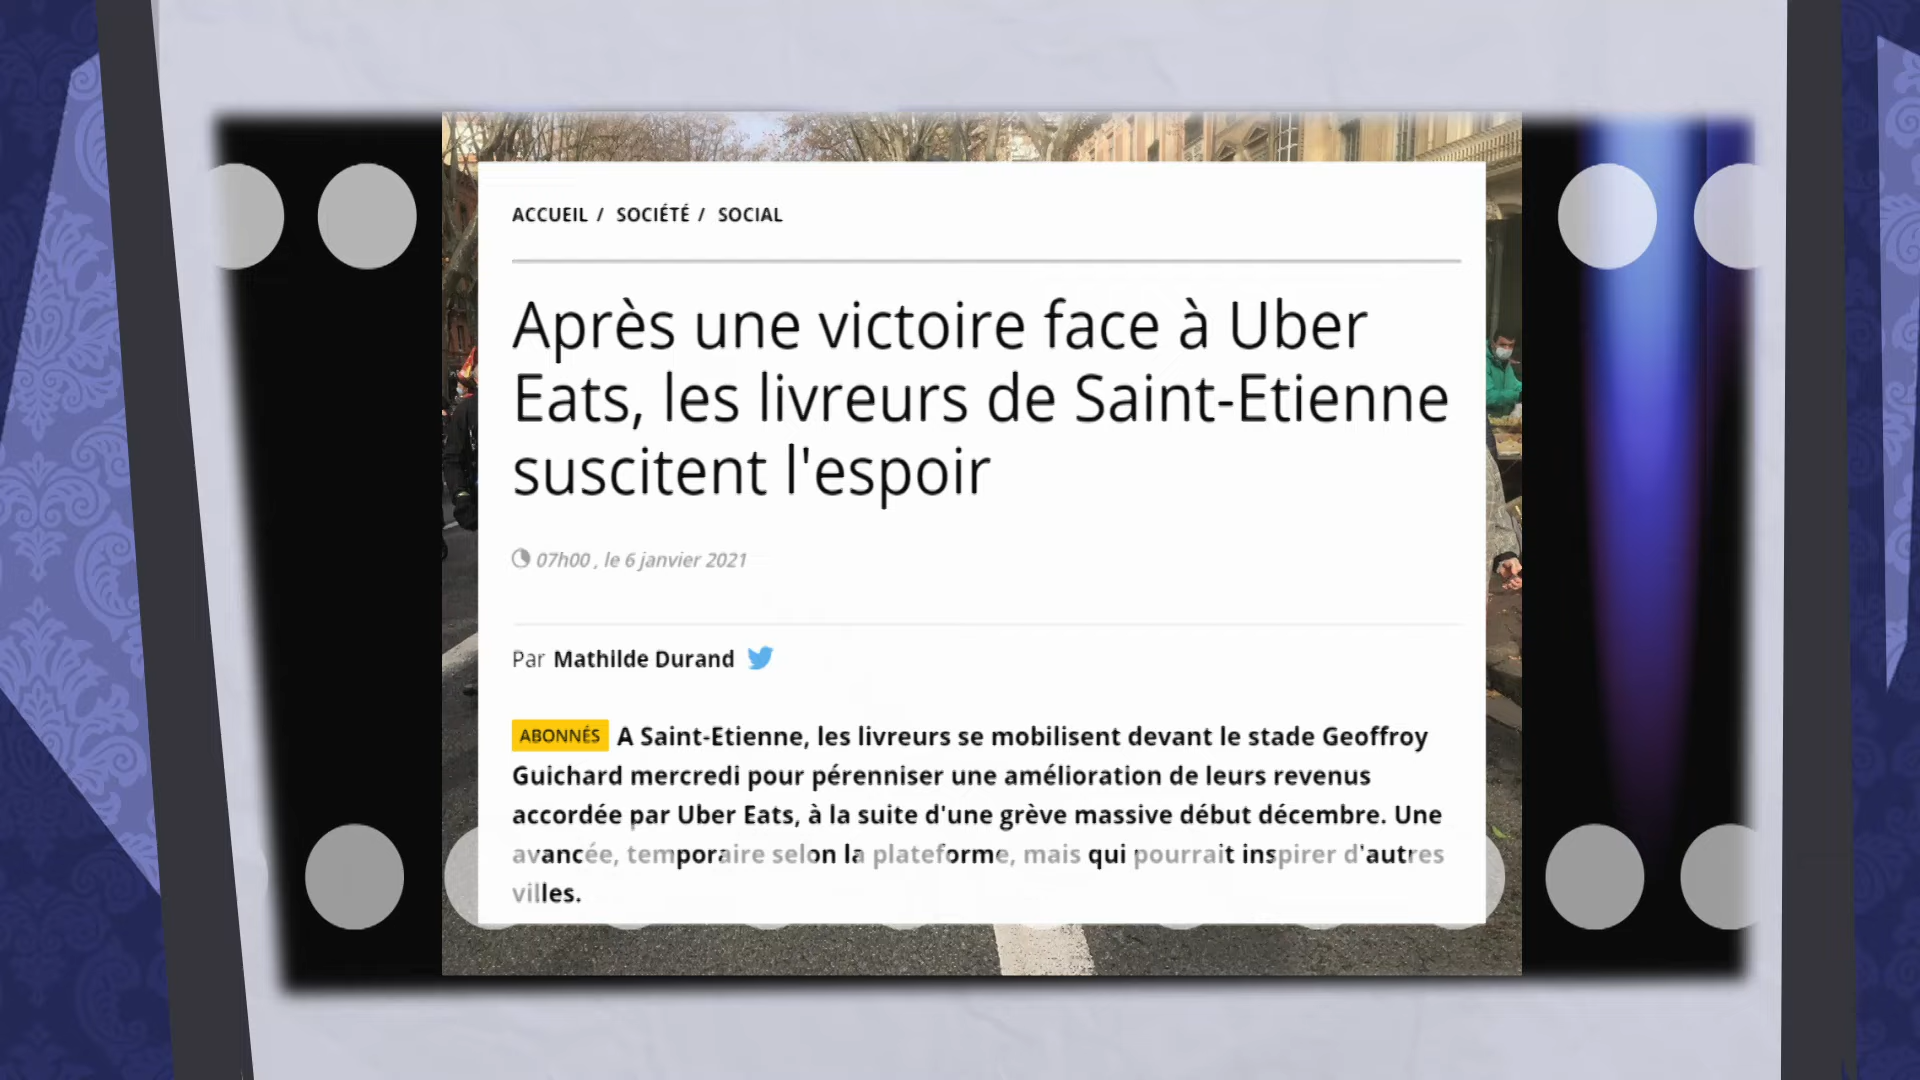 ACCUEIL / SOCIÉTÉ / SOCIAL
Après une victoire face à Uber
Eats, les livreurs de Saint-Etienne
suscitent l'espoir
07h00 , le 6 janvier 2021
Par Mathilde Durand
ABONNÉS A Saint-Etienne, les livreurs se mobilisent devant le stade Geoffroy
Guichard mercredi pour pérenniser une amélioration de leurs revenus
accordée par Uber Eats, à la suite d'une grève massive début décembre. Une
avancée, temporaire selon la plateforme, mais qui pourrait inspirer d'autres
villes.